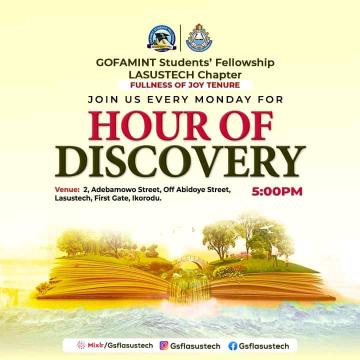 GOFAMINT Students' Fellowship
LASUSTECH Chapter
FULLNESS OF JOY TENURE
JOIN US EVERY MONDAY FOR
HOUR OF
DISCOVERY
Venue: 2, Adebamowo Street, Off Abidoye Street,
Lasustech, First Gate, Ikorodu.
5:00PM
Mixlr/Gsflasustech
Gsflasustech
Gsflasustech